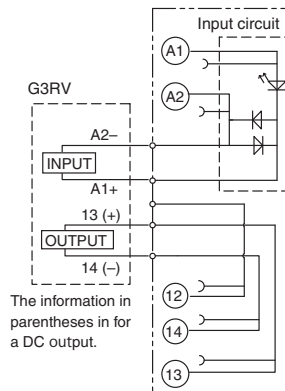 Input circuit
A1
A2
G3RV
A2–
INPUT
A1+
13 (+)
OUTPUT
14 (–)
The information in
parentheses in for
a DC output.
12
14
13